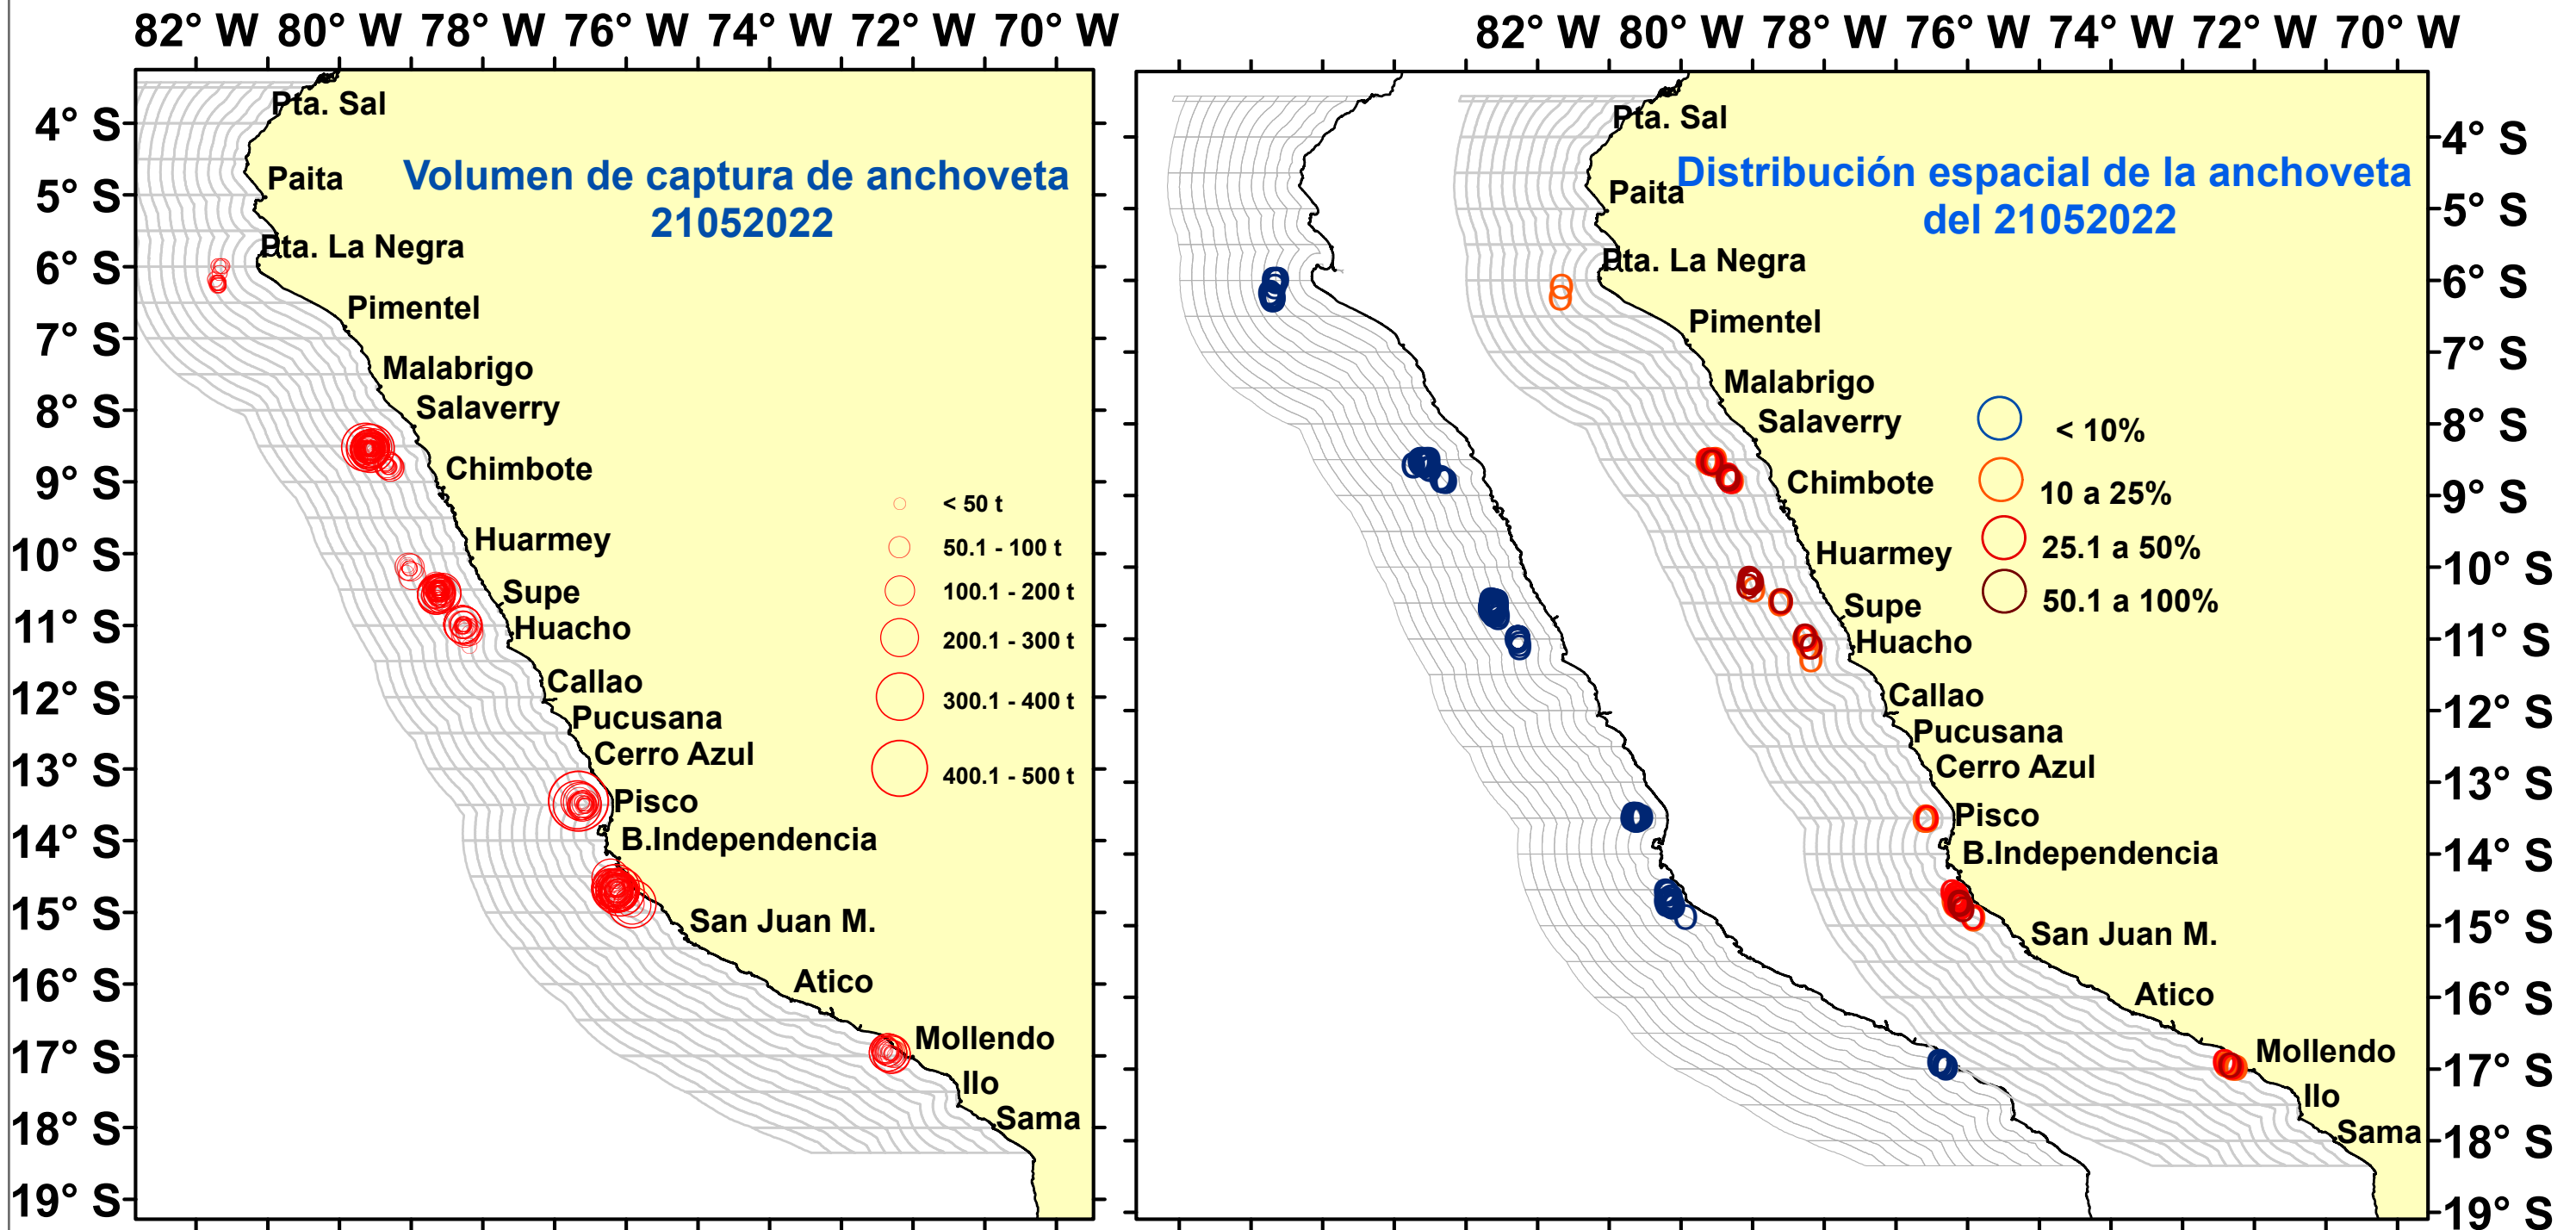 82° W 80° W 78° W 76° W 74° W 72° W 70° W
4° S
5° S
6° S
7° S
8° S
9° S
10° S
11° S
12° S
13° S
14° S
15° S
16° S
17° S
18° S
19° S
Volumen de captura de anchoveta
21052022
Pta. Sal
Paita
Pta. La Negra
Pimentel
Malabrigo
Salaverry
Chimbote
Huarmey
Supe
Huacho
Callao
Pucusana
Cerro Azul
Pisco
B.Independencia
San Juan M.
Atico
Mollendo
Ilo
Sama
< 50 t
50.1 - 100 t
100.1 - 200 t
200.1 - 300 t
300.1 - 400 t
400.1 - 500 t
82° W 80° W 78° W 76° W 74° W 72° W 70° W
Distribución espacial de la anchoveta
del 21052022
Pta. Sal
Paita
Pta. La Negra
Pimentel
Malabrigo
Salaverry
Chimbote
Huarmey
Supe
Huacho
Callao
Pucusana
Cerro Azul
Pisco
B.Independencia
San Juan M.
Atico
Mollendo
Ilo
Sama
< 10%
10 a 25%
25.1 a 50%
50.1 a 100%
4° S
5° S
6° S
7° S
8° S
9° S
10° S
11° S
12° S
13° S
14° S
15° S
16° S
17° S
18° S
19° S